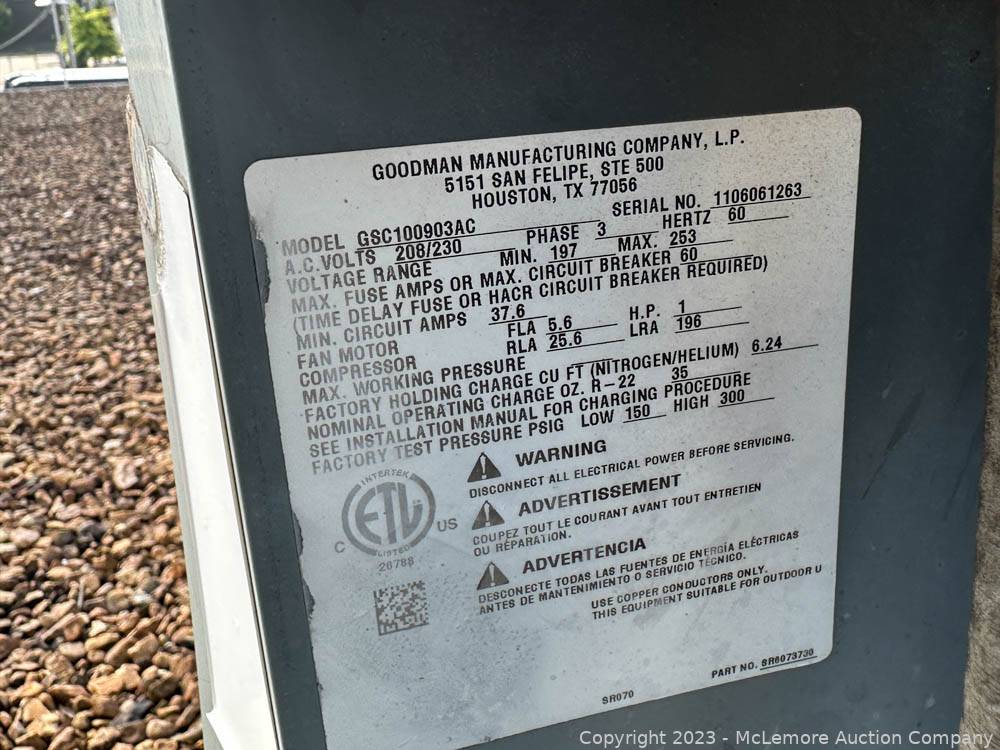 GOODMAN MANUFACTURING COMPANY, L.P.
5151 SAN FELIPE, STE 500
HOUSTON, TX 77056
MODEL GSC100903AC SERIAL NO. 1106061263
A.C.VOLTS 208/230 PHASE 3 HERTZ 60
VOLTAGE RANGE MIN. 197 MAX. 253
MAX. FUSE AMPS OR MAX. CIRCUIT BREAKER 60
(TIME DELAY FUSE OR HACR CIRCUIT BREAKER REQUIRED)
MIN. CIRCUIT AMPS 37.6
FAN MOTOR FLA 5.6 H.P. 1
COMPRESSOR RLA 25.6 LRA 196
MAX. WORKING PRESSURE
FACTORY HOLDING CHARGE CU FT (NITROGEN/HELIUM) 6.24
NOMINAL OPERATING CHARGE OZ. R-22 35
SEE INSTALLATION MANUAL FOR CHARGING PROCEDURE
FACTORY TEST PRESSURE PSIG LOW 150 HIGH 300
WARNING
DISCONNECT ALL ELECTRICAL POWER BEFORE SERVICING.
ADVERTISSEMENT
COUPEZ TOUT LE COURANT AVANT TOUT ENTRETIEN
OU RÉPARATION.
ADVERTENCIA
DESCONECTE TODAS LAS FUENTES DE ENERGÍA ELÉCTRICAS
ANTES DE MANTENIMIENTO O SERVICIO TÉCNICO.
USE COPPER CONDUCTORS ONLY.
THIS EQUIPMENT SUITABLE FOR OUTDOOR U
INTERTEK
ETL
C US
LISTED
26788
SR070
PART NO. SR6073730
Copyright © 2023 - McLemore Auction Company